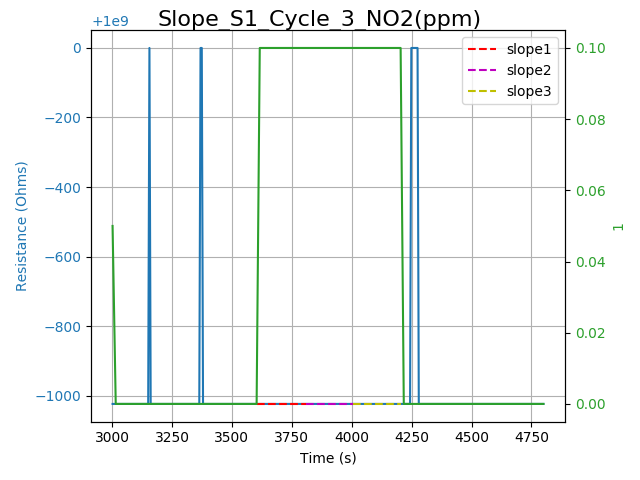 Slope_S1_Cycle_3_NO2(ppm)
+1e9
0
−200
−400
−600
−800
−1000
Resistance (Ohms)
slope1
slope2
slope3
0.10
0.08
0.06
0.04
0.02
0.00
1
3000 3250 3500 3750 4000 4250 4500 4750
Time (s)